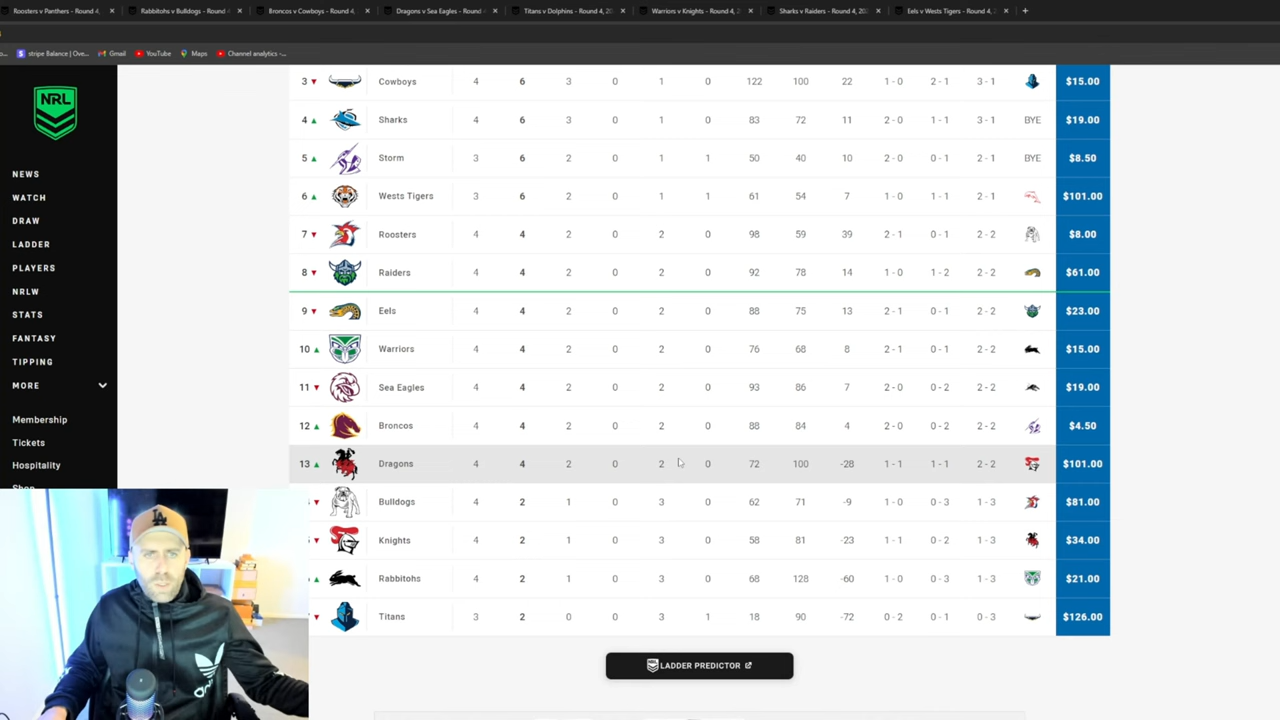 Roosters v Panthers - Round 4, Rabbitohs v Bulldogs - Round 4 Broncos v Cowboys - Round 4, Dragons v Sea Eagles - Round 4, Titans v Dolphins - Round 4, 2 Warriors v Knights - Round 4, 2 Sharks v Raiders - Round 4, 20 Eels v Wests Tigers - Round 4,
stripe Balance | Ove... Gmail YouTube Maps Channel analytics -...
NRL
NEWS
WATCH
DRAW
LADDER
PLAYERS
NRLW
STATS
FANTASY
TIPPING
MORE
Membership
Tickets
Hospitality
3 Cowboys 4 6 3 0 1 0 122 100 22 1 - 0 2 - 1 3 - 1 $15.00
4 Sharks 4 6 3 0 1 0 83 72 11 2 - 0 1 - 1 3 - 1 BYE $19.00
5 Storm 3 6 2 0 1 1 50 40 10 2 - 0 0 - 1 2 - 1 BYE $8.50
6 Wests Tigers 3 6 2 0 1 1 61 54 7 1 - 0 1 - 1 2 - 1 $101.00
7 Roosters 4 4 2 0 2 0 98 59 39 2 - 1 0 - 1 2 - 2 $8.00
8 Raiders 4 4 2 0 2 0 92 78 14 1 - 0 1 - 2 2 - 2 $61.00
9 Eels 4 4 2 0 2 0 88 75 13 2 - 1 0 - 1 2 - 2 $23.00
10 Warriors 4 4 2 0 2 0 76 68 8 2 - 1 0 - 1 2 - 2 $15.00
11 Sea Eagles 4 4 2 0 2 0 93 86 7 2 - 0 0 - 2 2 - 2 $19.00
12 Broncos 4 4 2 0 2 0 88 84 4 2 - 0 0 - 2 2 - 2 $4.50
13 Dragons 4 4 2 0 2 0 72 100 -28 1 - 1 1 - 1 2 - 2 $101.00
Bulldogs 4 2 1 0 3 0 62 71 -9 1 - 0 0 - 3 1 - 3 $81.00
Knights 4 2 1 0 3 0 58 81 -23 1 - 1 0 - 2 1 - 3 $34.00
Rabbitohs 4 2 1 0 3 0 68 128 -60 1 - 0 0 - 3 1 - 3 $21.00
Titans 3 2 0 0 3 1 18 90 -72 0 - 2 0 - 1 0 - 3 $126.00
LADDER PREDICTOR
LA